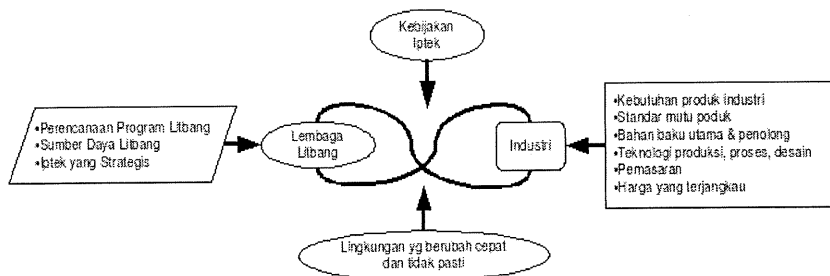 Kebijakan
Iptek
•Perencanaan Program Litbang
•Sumber Daya Litbang
•Iptek yang Strategis
Lembaga
Litbang
Industri
•Kebutuhan produk industri
•Standar mutu poduk
•Bahan baku utama & penolong
•Teknologi produksi, proses, desain
•Pemasaran
•Harga yang terjangkau
Lingkungan yg berubah cepat
dan tidak pasti